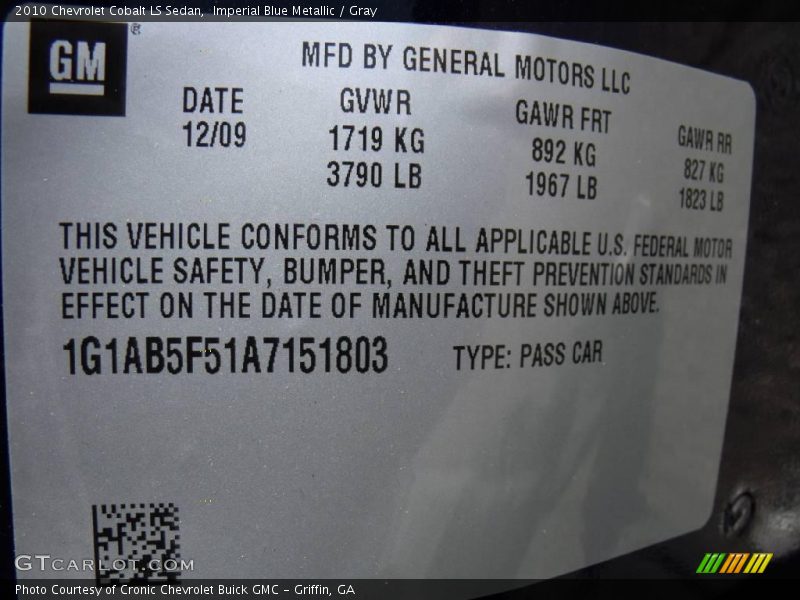 2010 Chevrolet Cobalt LS Sedan, Imperial Blue Metallic / Gray
GM ®
MFD BY GENERAL MOTORS LLC
DATE GVWR GAWR FRT GAWR RR
12/09 1719 KG 892 KG 827 KG
3790 LB 1967 LB 1823 LB
THIS VEHICLE CONFORMS TO ALL APPLICABLE U.S. FEDERAL MOTOR
VEHICLE SAFETY, BUMPER, AND THEFT PREVENTION STANDARDS IN
EFFECT ON THE DATE OF MANUFACTURE SHOWN ABOVE.
1G1AB5F51A7151803 TYPE: PASS CAR
GTCARLOT.COM
Photo Courtesy of Cronic Chevrolet Buick GMC – Griffin, GA